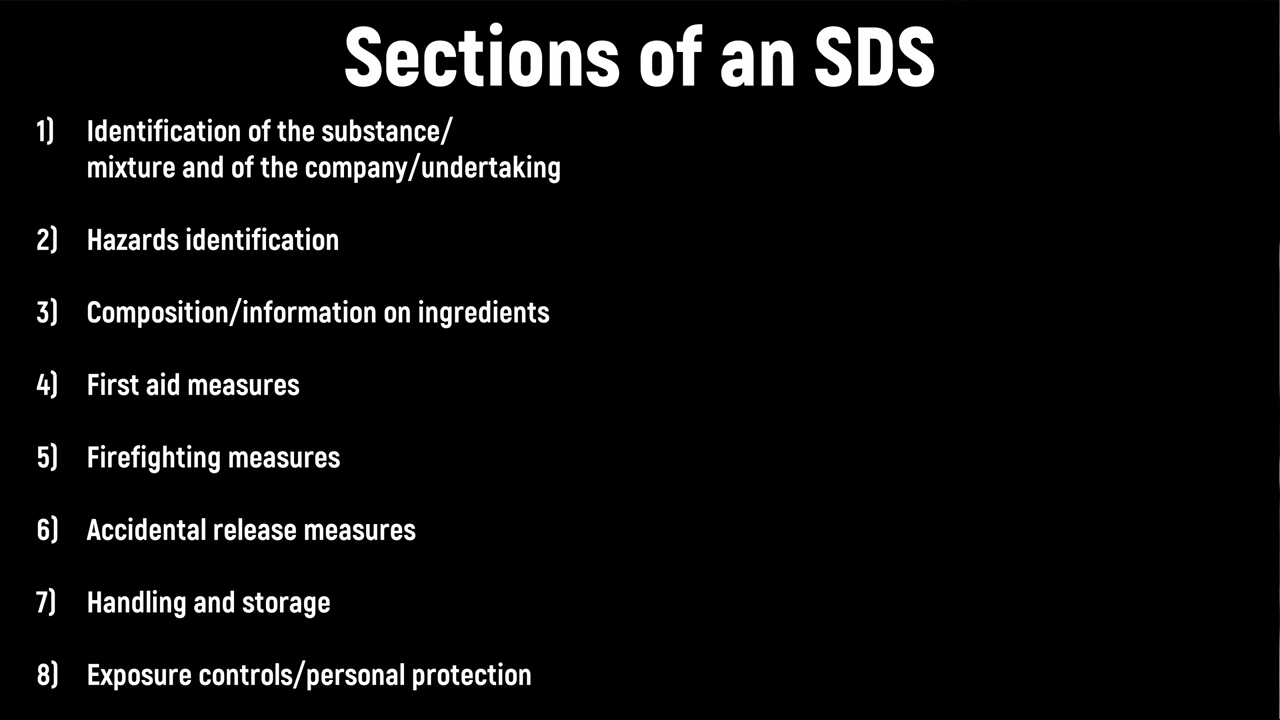 Sections of an SDS
1) Identification of the substance/
mixture and of the company/undertaking
2) Hazards identification
3) Composition/information on ingredients
4) First aid measures
5) Firefighting measures
6) Accidental release measures
7) Handling and storage
8) Exposure controls/personal protection